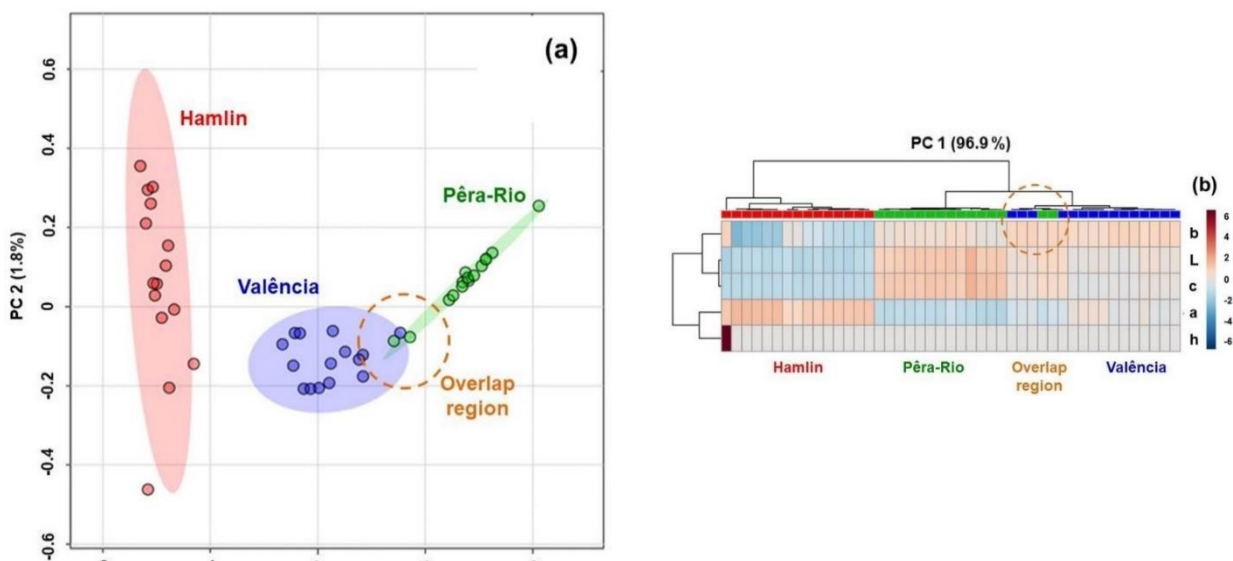 (a)
0.6
Hamlin
0.4
Pêra-Rio
0.2
PC 2 (1.8%)
Valência
0
-0.2
Overlap
region
-0.4
-0.6
PC 1 (96.9%)
(b)
b
L
c
a
h
6
4
2
0
-2
-4
-6
Hamlin
Pêra-Rio
Overlap
region
Valência